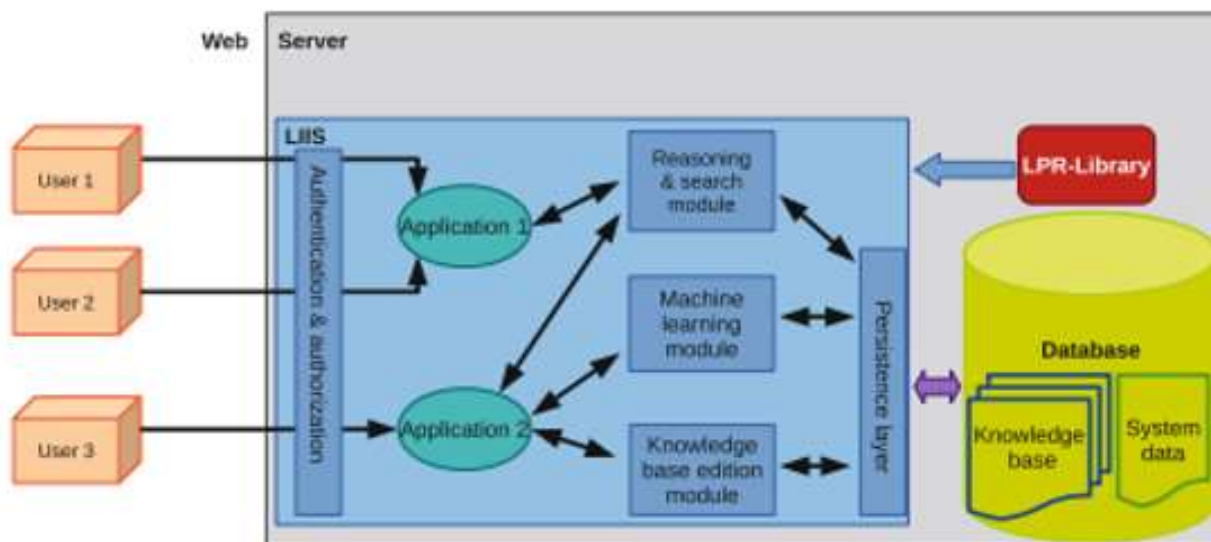 Web
Server
LIIS
User 1
User 2
User 3
Authentication & authorization
Application 1
Application 2
Reasoning
& search
module
Machine
learning
module
Knowledge
base edition
module
Persistence layer
LPR-Library
Database
Knowledge
base
System
data